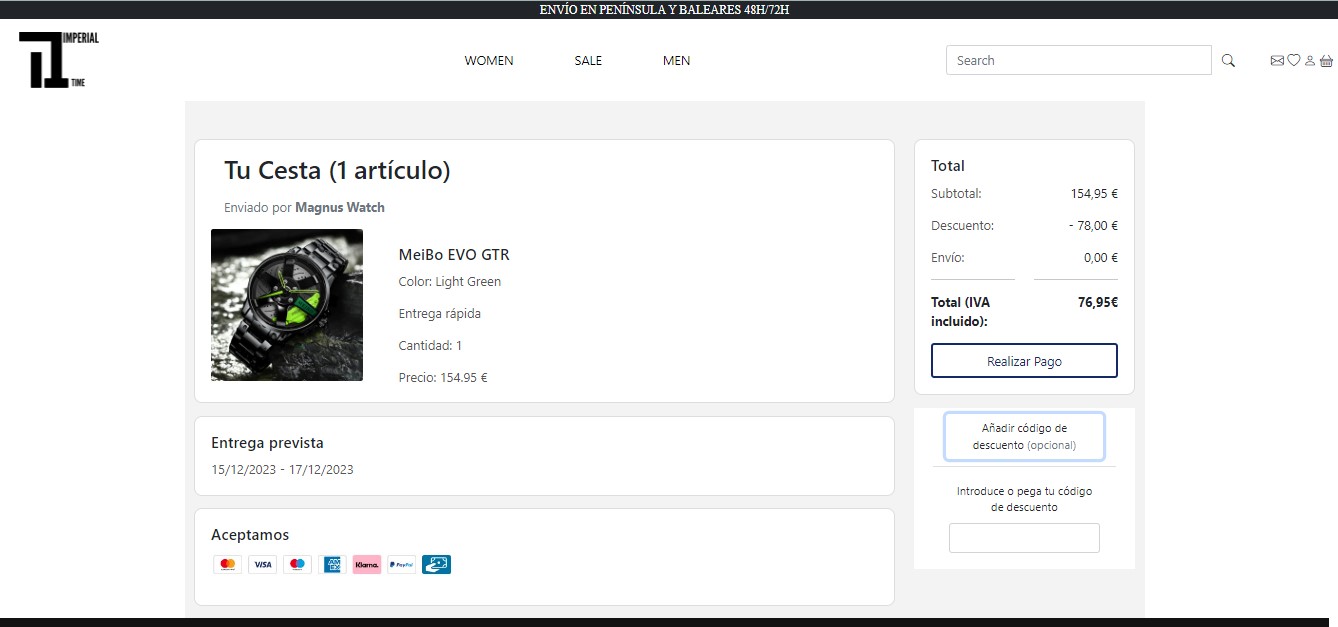 ENVÍO EN PENÍNSULA Y BALEARES 48H/72H
IMPERIAL
TIME
WOMEN
SALE
MEN
Search
Tu Cesta (1 artículo)
Enviado por Magnus Watch
MeiBo EVO GTR
Color: Light Green
Entrega rápida
Cantidad: 1
Precio: 154.95 €
Entrega prevista
15/12/2023 - 17/12/2023
Aceptamos
VISA
AM
EX
Klarna.
PayPal
Total
Subtotal: 154,95 €
Descuento: - 78,00 €
Envío: 0,00 €
Total (IVA 76,95€
incluido):
Realizar Pago
Añadir código de
descuento (opcional)
Introduce o pega tu código
de descuento